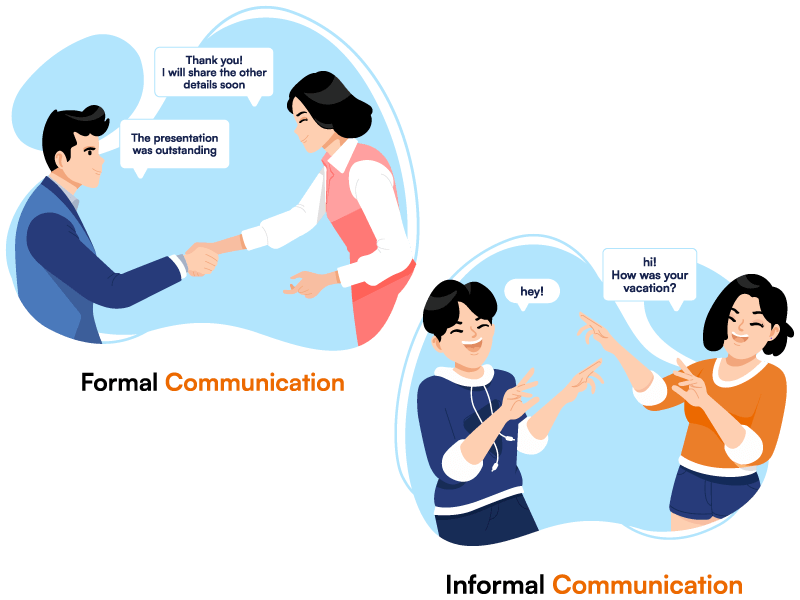 Thank you!
I will share the other
details soon
The presentation
was outstanding
Formal Communication
hey!
hi!
How was your
vacation?
Informal Communication